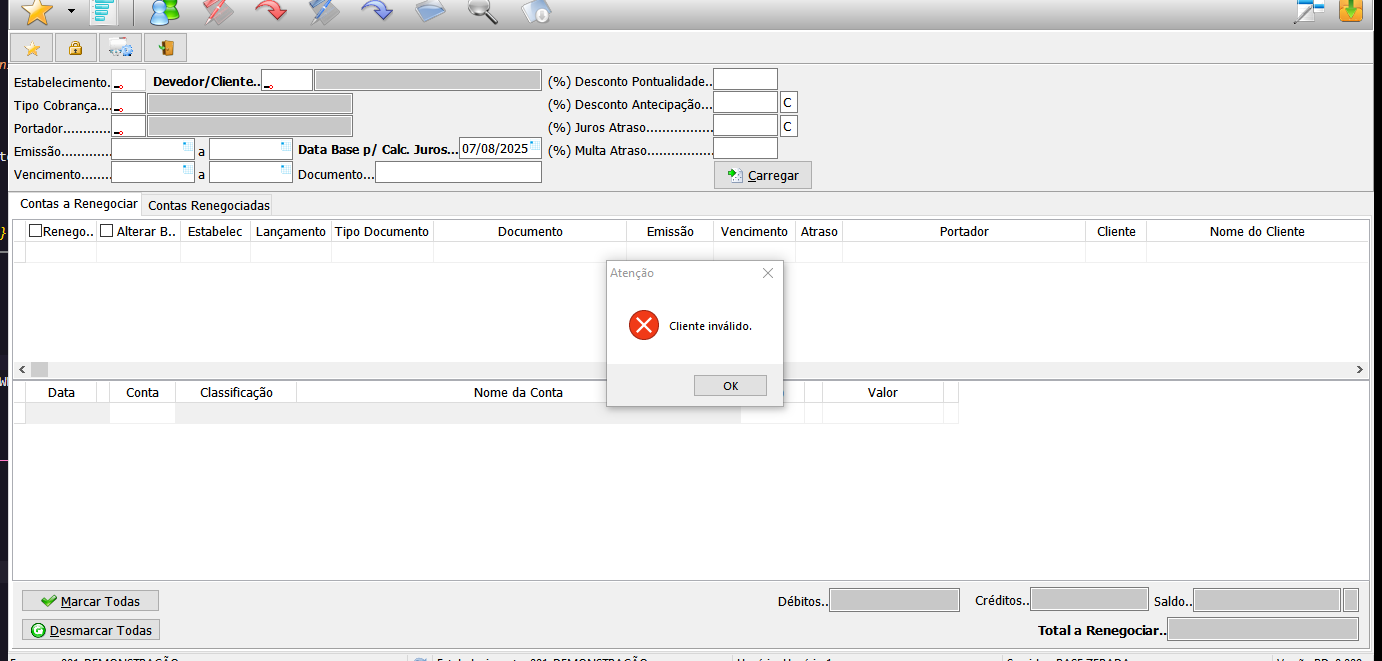 Estabelecimento.. Devedor/Cliente.. (%) Desconto Pontualidade..
Tipo Cobrança.... (%) Desconto Antecipação... C
Portador........... (%) Juros Atraso................ C
Emissão............ a Data Base p/ Calc. Juros... 07/08/2025 (%) Multa Atraso................
Vencimento....... a Documento...
Carregar
Contas a Renegociar Contas Renegociadas
Renego.. Alterar B.. Estabelec Lançamento Tipo Documento Documento Emissão Vencimento Atraso Portador Cliente Nome do Cliente
Atenção
Cliente inválido.
OK
Data Conta Classificação Nome da Conta Valor
Marcar Todas
Desmarcar Todas
Débitos.. Créditos.. Saldo..
Total a Renegociar..